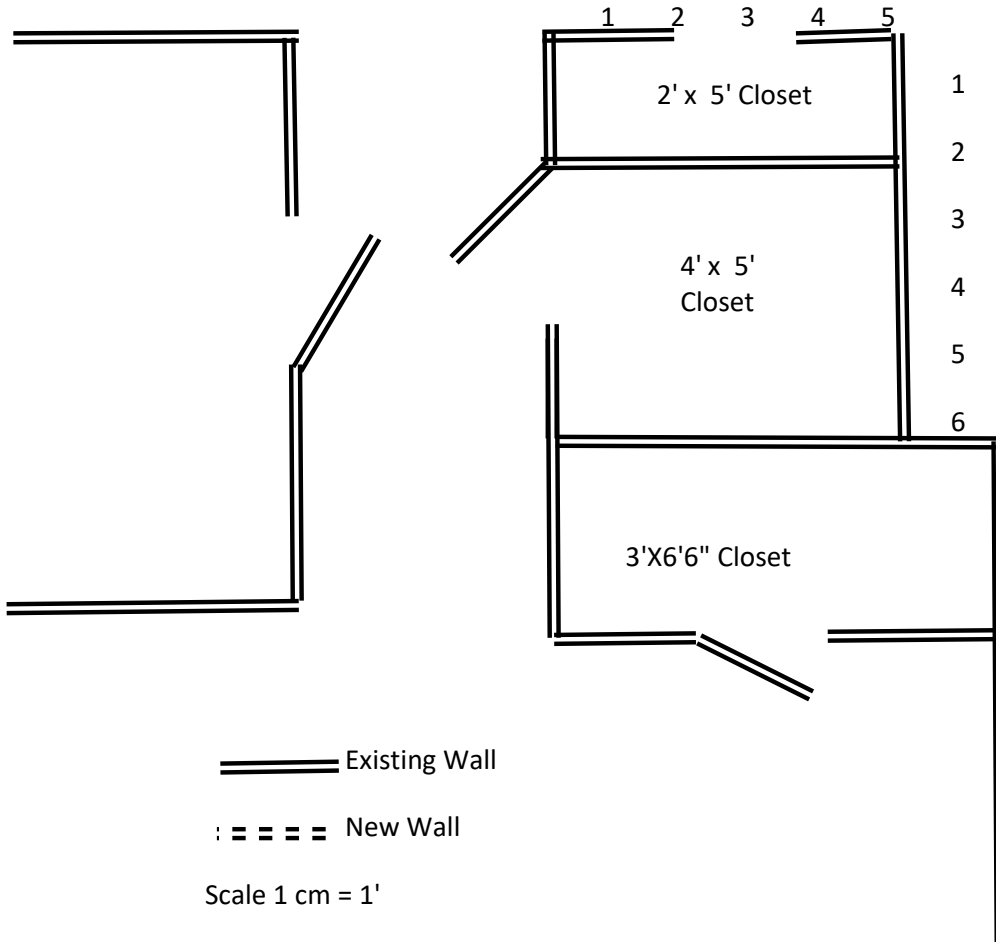 1 2 3 4 5
1
2' x 5' Closet
2
3
4' x 5'
Closet
4
5
6
3'X6'6" Closet
Existing Wall
New Wall
Scale 1 cm = 1'